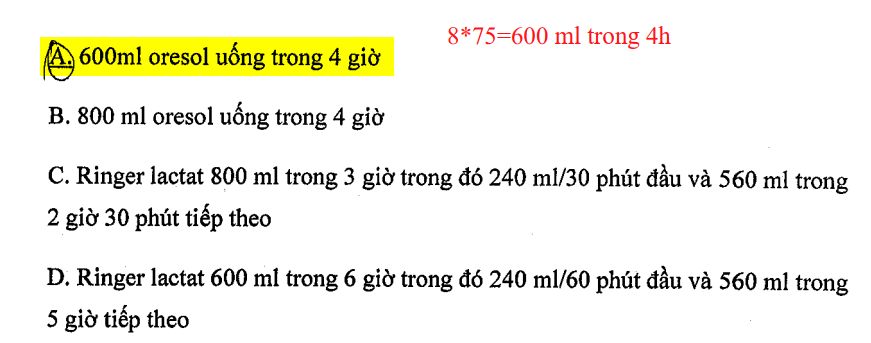 8*75=600 ml trong 4h
A. 600ml oresol uống trong 4 giờ
B. 800 ml oresol uống trong 4 giờ
C. Ringer lactat 800 ml trong 3 giờ trong đó 240 ml/30 phút đầu và 560 ml trong
2 giờ 30 phút tiếp theo
D. Ringer lactat 600 ml trong 6 giờ trong đó 240 ml/60 phút đầu và 560 ml trong
5 giờ tiếp theo